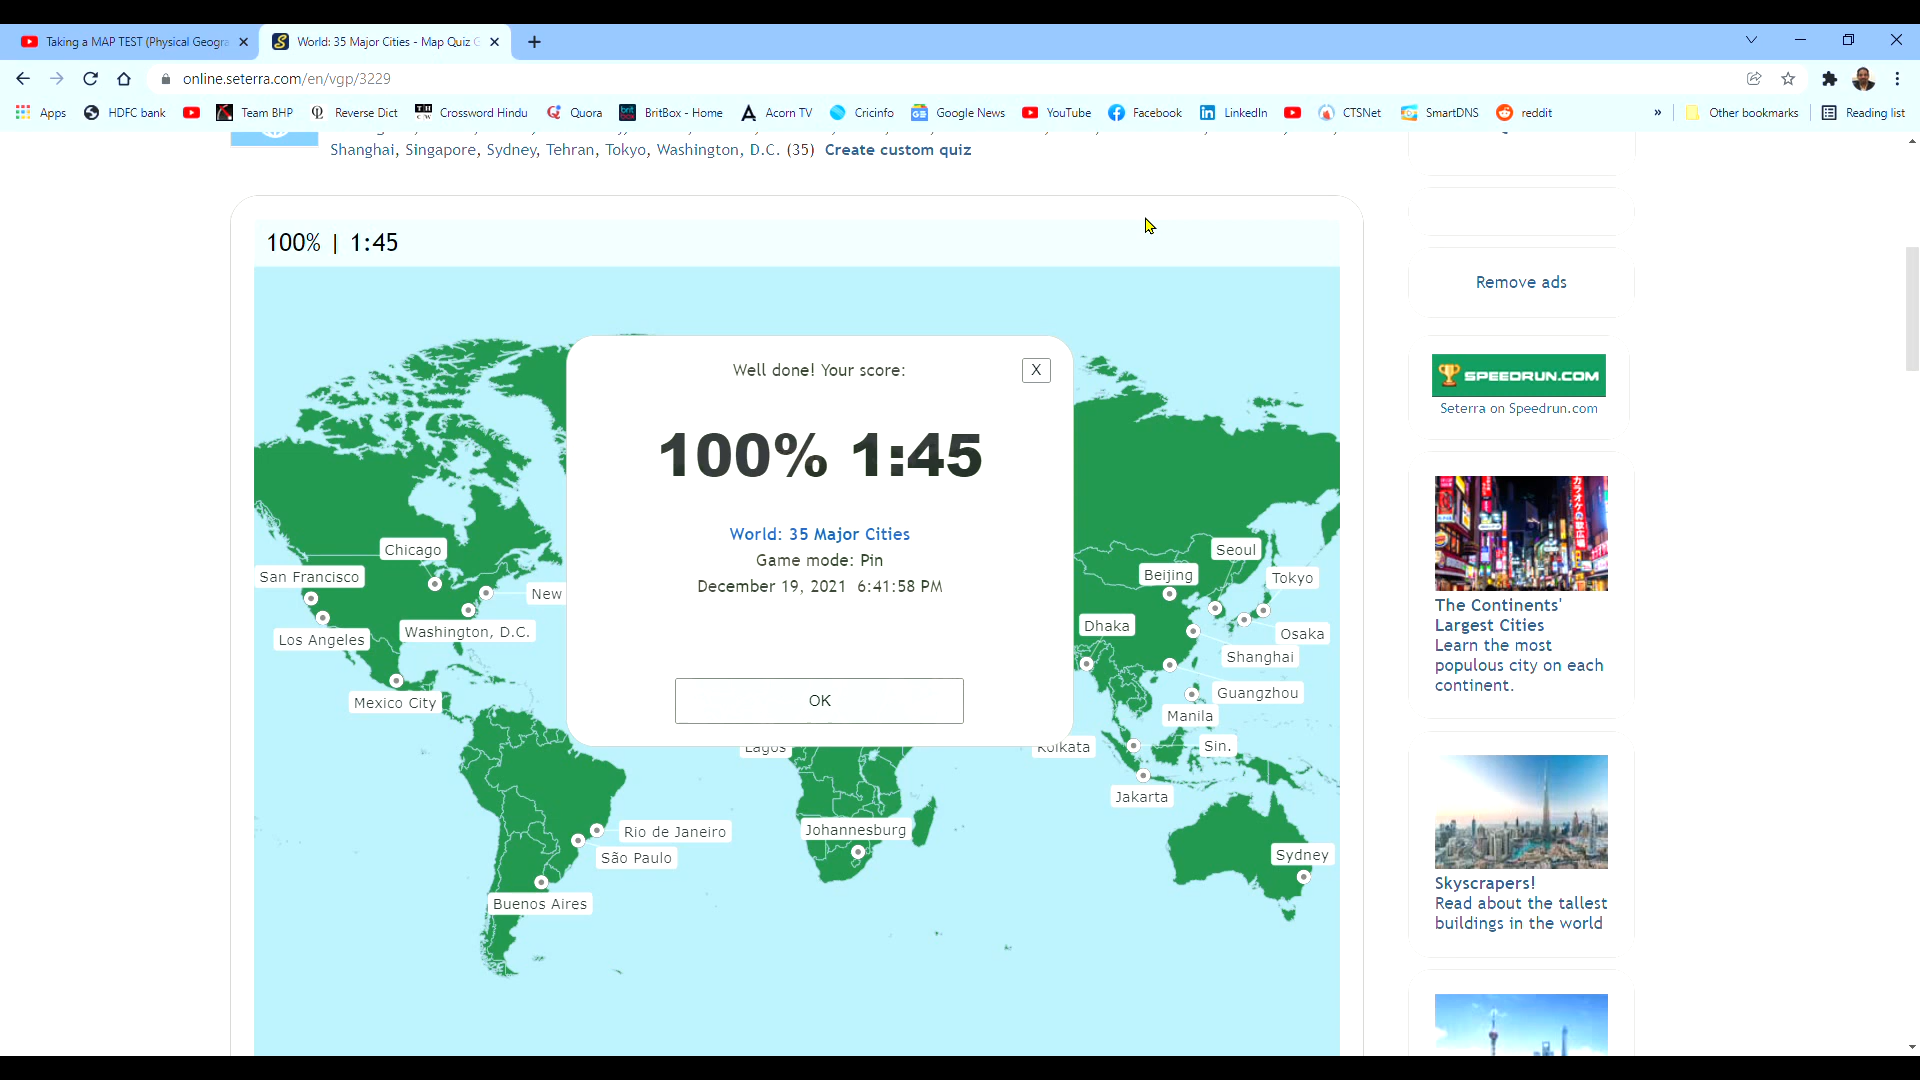 Taking a MAP TEST (Physical Geogra
World: 35 Major Cities - Map Quiz G
online.seterra.com/en/vgp/3229
Apps HDFC bank Team BHP Reverse Dict Crossword Hindu Quora BritBox - Home Acorn TV Cricinfo Google News YouTube Facebook LinkedIn CTSNet SmartDNS reddit » Other bookmarks Reading list
Shanghai, Singapore, Sydney, Tehran, Tokyo, Washington, D.C. (35) Create custom quiz
100% | 1:45
Well done! Your score:
X
100% 1:45
World: 35 Major Cities
Game mode: Pin
December 19, 2021 6:41:58 PM
OK
Chicago
San Francisco
New
Los Angeles
Washington, D.C.
Mexico City
Seoul
Beijing
Tokyo
Dhaka
Osaka
Shanghai
Guangzhou
Manila
Lagos
Kolkata
Sin.
Jakarta
Rio de Janeiro
Johannesburg
São Paulo
Sydney
Buenos Aires
Remove ads
SPEEDRUN.COM
Seterra on Speedrun.com
The Continents'
Largest Cities
Learn the most
populous city on each
continent.
Skyscrapers!
Read about the tallest
buildings in the world